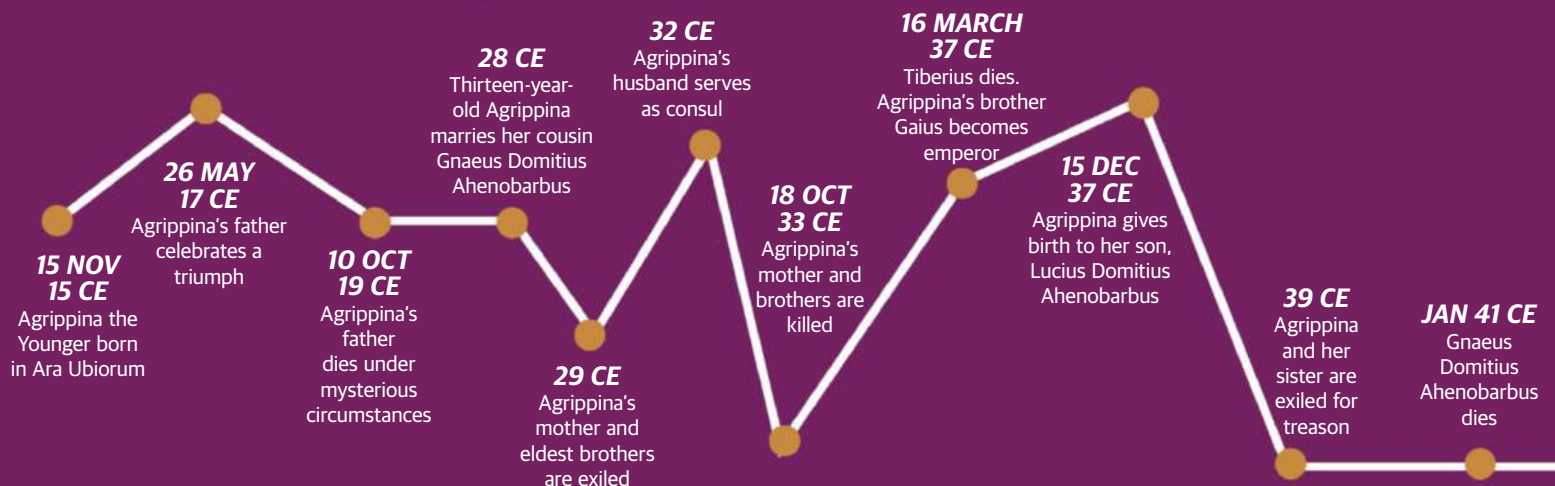 15 NOV
15 CE
Agrippina the
Younger born
in Ara Ubiorum
26 MAY
17 CE
Agrippina's father
celebrates a
triumph
10 OCT
19 CE
Agrippina's
father
dies under
mysterious
circumstances
28 CE
Thirteen-year-
old Agrippina
marries her cousin
Gnaeus Domitius
Ahenobarbus
29 CE
Agrippina's
mother and
eldest brothers
are exiled
32 CE
Agrippina's
husband serves
as consul
18 OCT
33 CE
Agrippina's
mother and
brothers are
killed
16 MARCH
37 CE
Tiberius dies.
Agrippina's brother
Gaius becomes
emperor
15 DEC
37 CE
Agrippina gives
birth to her son,
Lucius Domitius
Ahenobarbus
39 CE
Agrippina
and her
sister are
exiled for
treason
JAN 41 CE
Gnaeus
Domitius
Ahenobarbus
dies